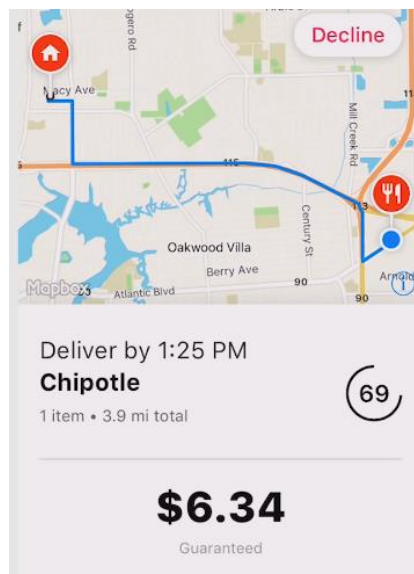 Decline
Macy Ave
Mill Creek Rd
115
113
Century St
Oakwood Villa
Berry Ave
90
Mapbox
Atlantic Blvd
90
Deliver by 1:25 PM
Chipotle
1 item • 3.9 mi total
69
$6.34
Guaranteed